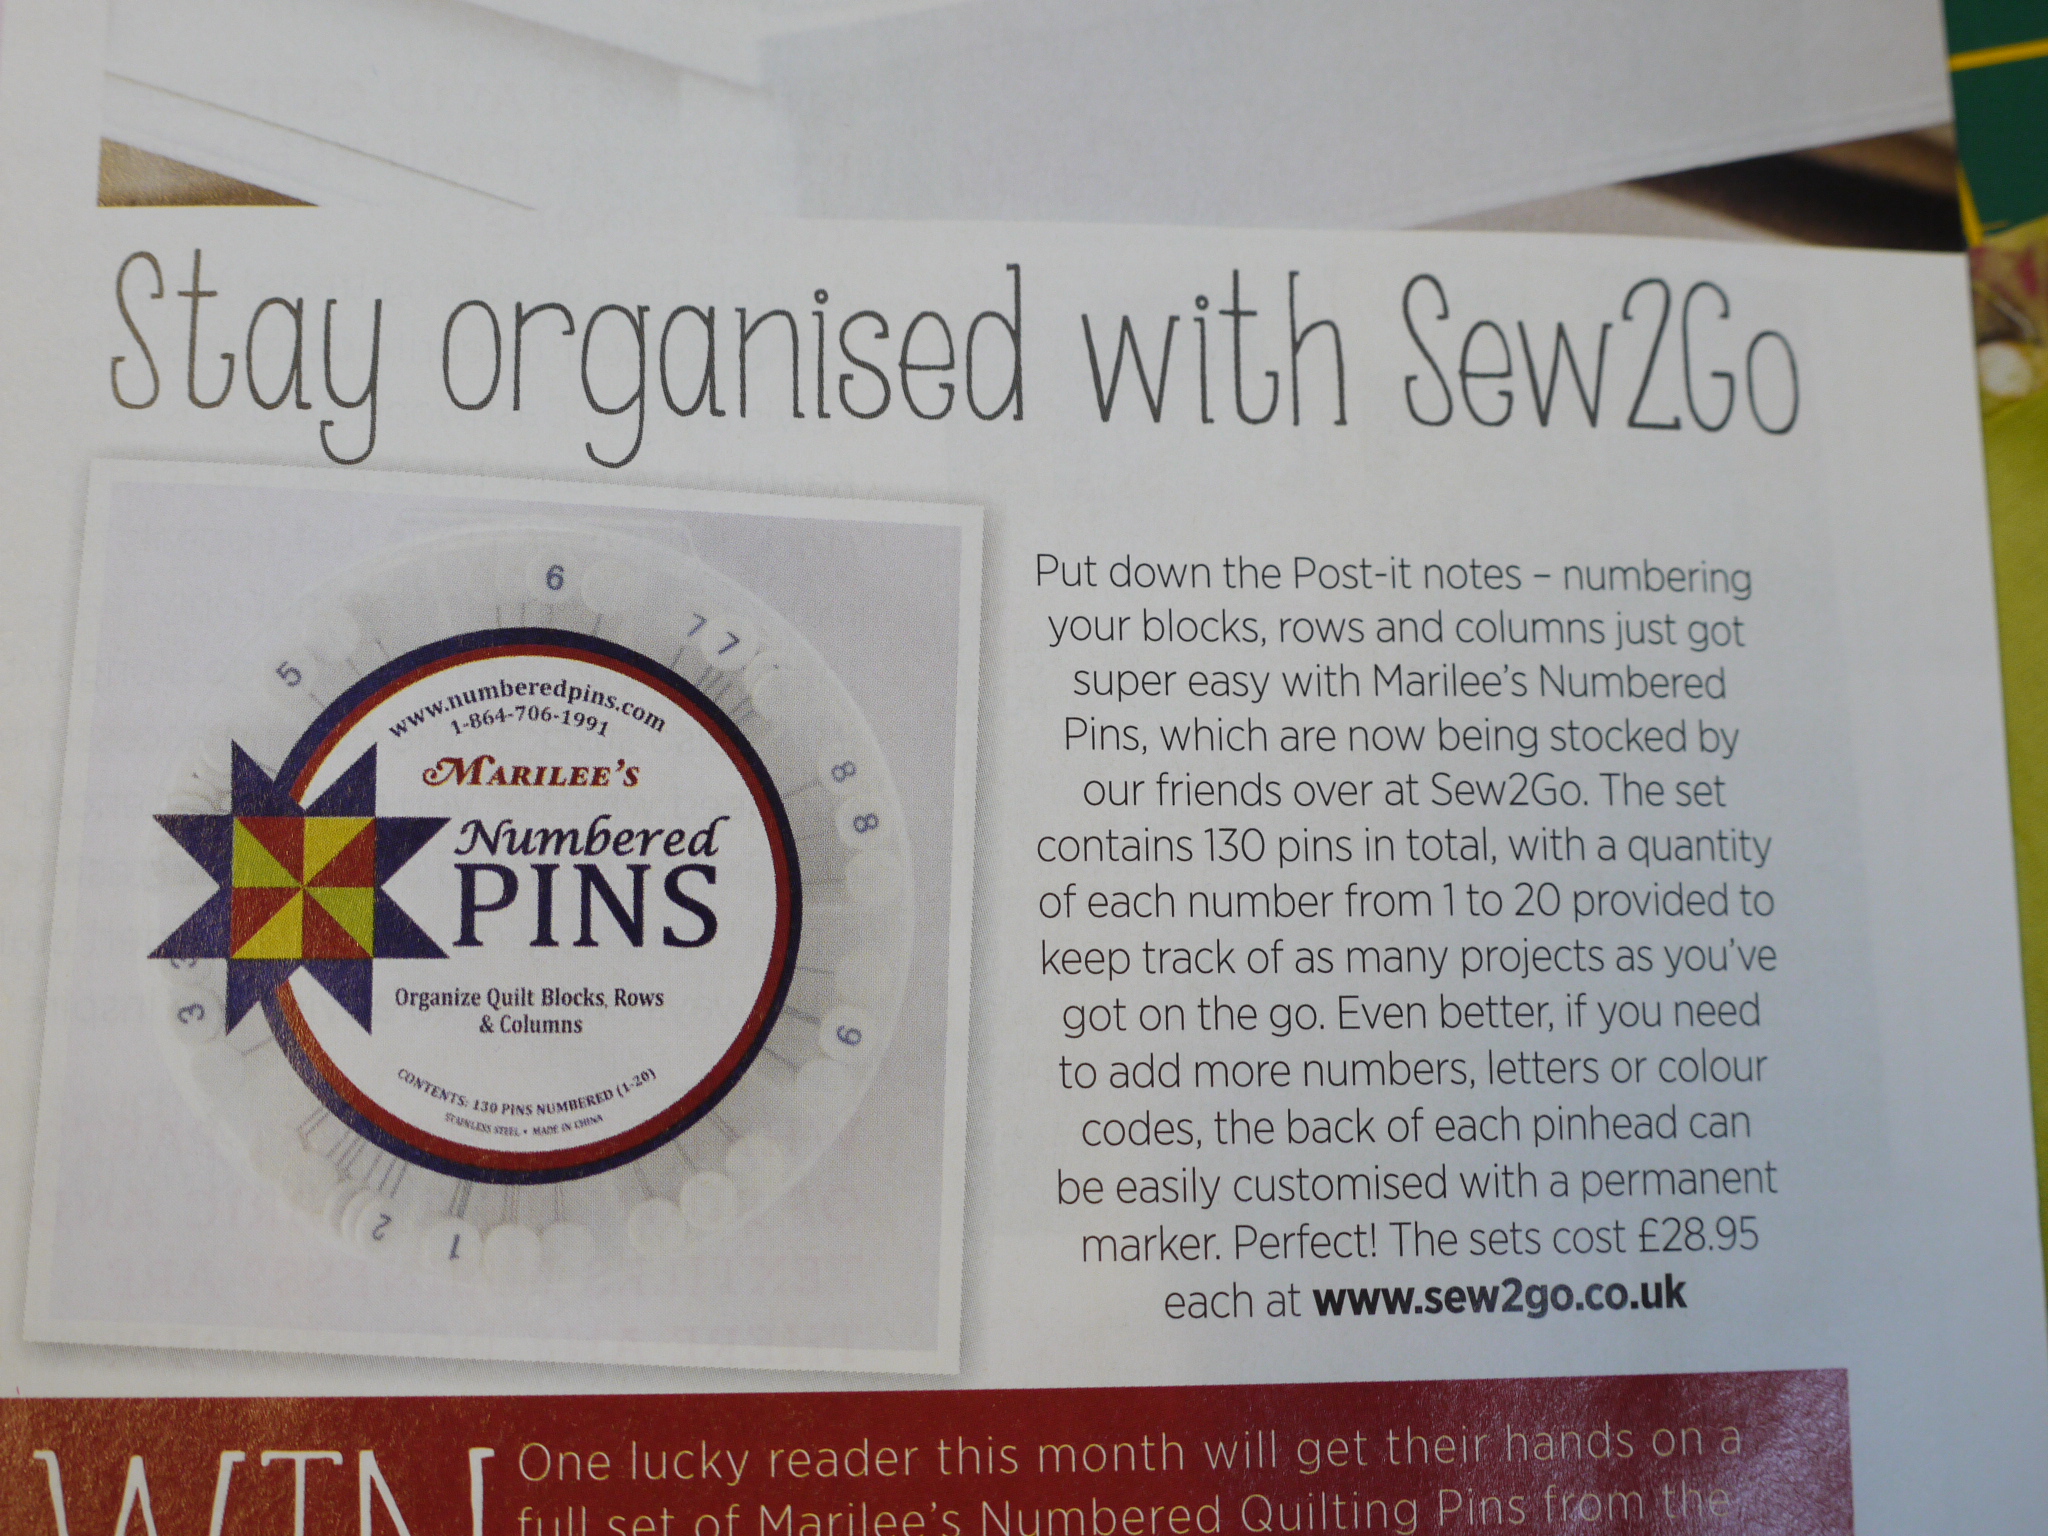 Stay organised with Sew2Go
6
7 7
5
8
8
3
3
9
2
1
www.numberedpins.com
1-864-706-1991
MARILEE'S
Numbered
PINS
Organize Quilt Blocks, Rows
& Columns
CONTENTS: 130 PINS NUMBERED (1-20)
STAINLESS STEEL • MADE IN CHINA
Put down the Post-it notes – numbering
your blocks, rows and columns just got
super easy with Marilee's Numbered
Pins, which are now being stocked by
our friends over at Sew2Go. The set
contains 130 pins in total, with a quantity
of each number from 1 to 20 provided to
keep track of as many projects as you've
got on the go. Even better, if you need
to add more numbers, letters or colour
codes, the back of each pinhead can
be easily customised with a permanent
marker. Perfect! The sets cost £28.95
each at www.sew2go.co.uk
WIN
One lucky reader this month will get their hands on a
full set of Marilee's Numbered Quilting Pins from the